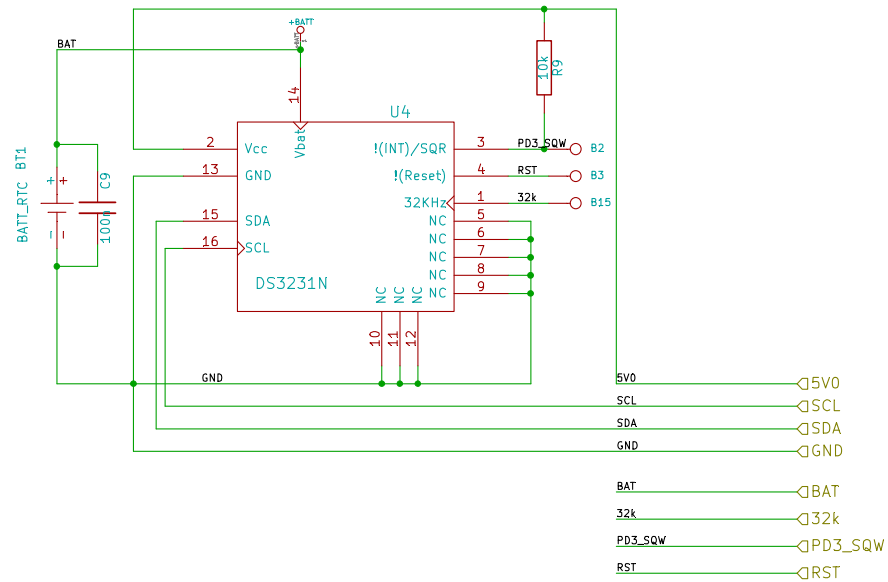 +BATT
+BATT
BAT
14
U4
10k
R9
Vbat
2
Vcc
!(INT)/SQR
3
PD3_SQW
B2
13
GND
!(Reset)
4
RST
B3
32KHz
1
32k
B15
BATT_RTC
BT1
+
+
C9
100n
15
SDA
NC
5
16
SCL
NC
6
NC
7
NC
8
NC
9
DS3231N
NC
NC
NC
10
11
12
GND
5V0
5V0
SCL
SCL
SDA
SDA
GND
GND
BAT
BAT
32k
32k
PD3_SQW
PD3_SQW
RST
RST